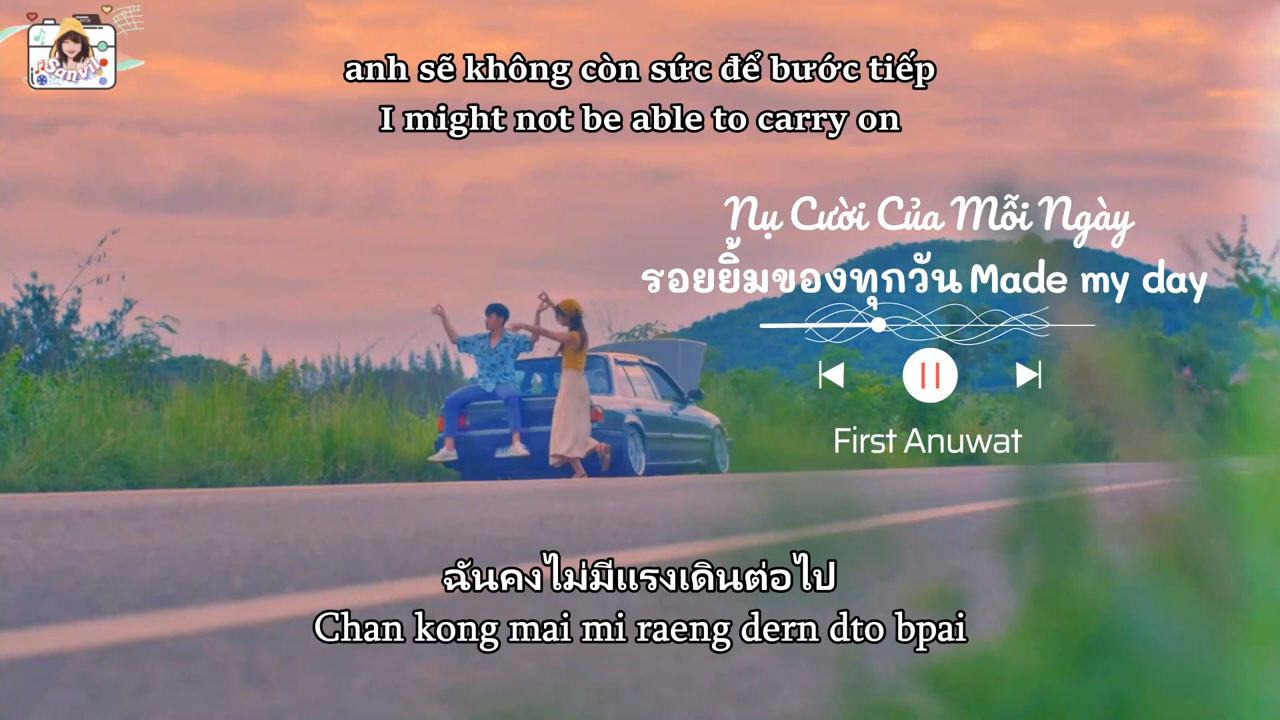 Sanvil
anh sẽ không còn sức để bước tiếp
I might not be able to carry on
Nụ Cười Của Mỗi Ngày
รอยยิ้มของทุกวัน Made my day
First Anuwat
ฉันคงไม่มีแรงเดินต่อไป
Chan kong mai mi raeng dern dto bpai